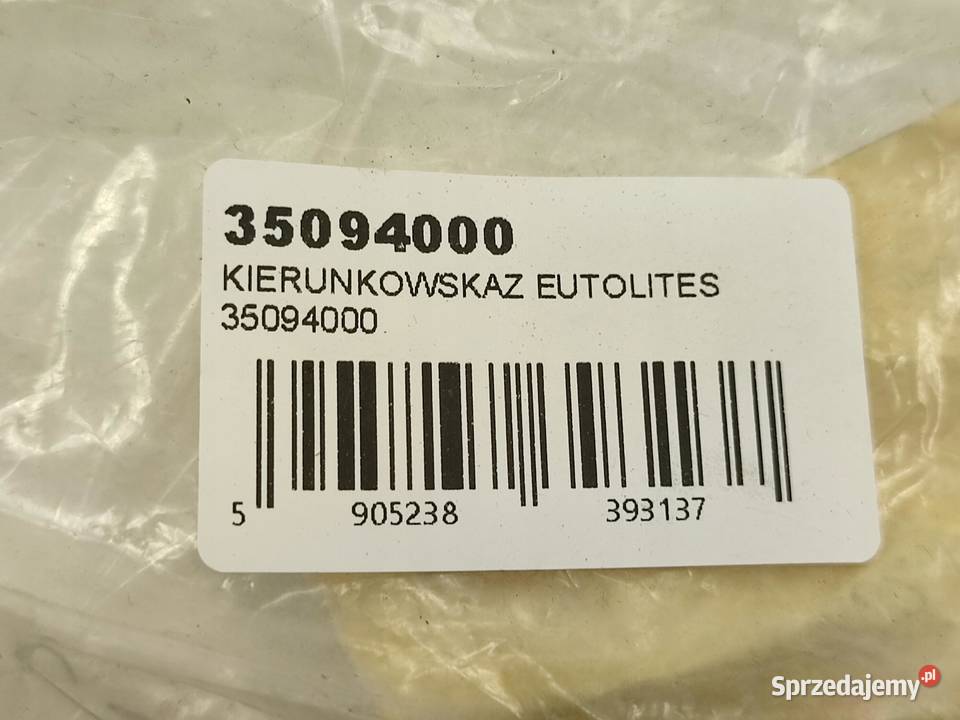 35094000
KIERUNKOWSKAZ EUTOLITES
35094000
5 905238 393137
Sprzedajemy.pl